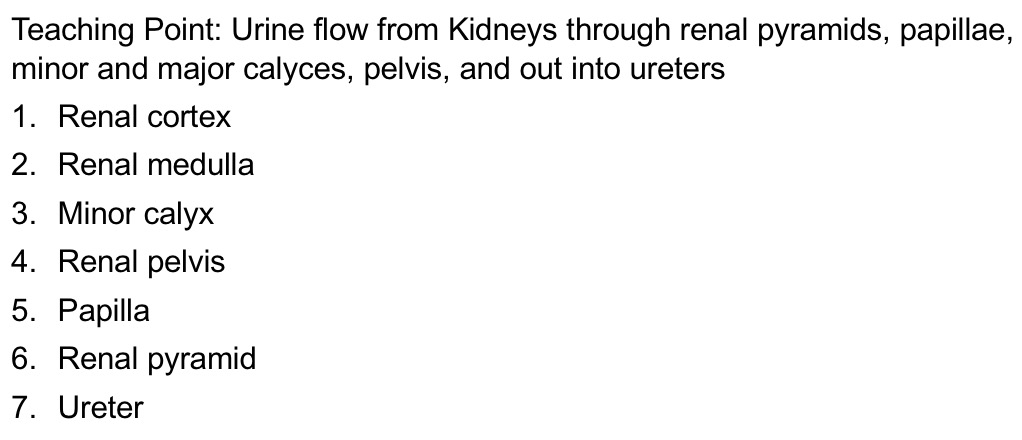 Teaching Point: Urine flow from Kidneys through renal pyramids, papillae,
minor and major calyces, pelvis, and out into ureters
1. Renal cortex
2. Renal medulla
3. Minor calyx
4. Renal pelvis
5. Papilla
6. Renal pyramid
7. Ureter